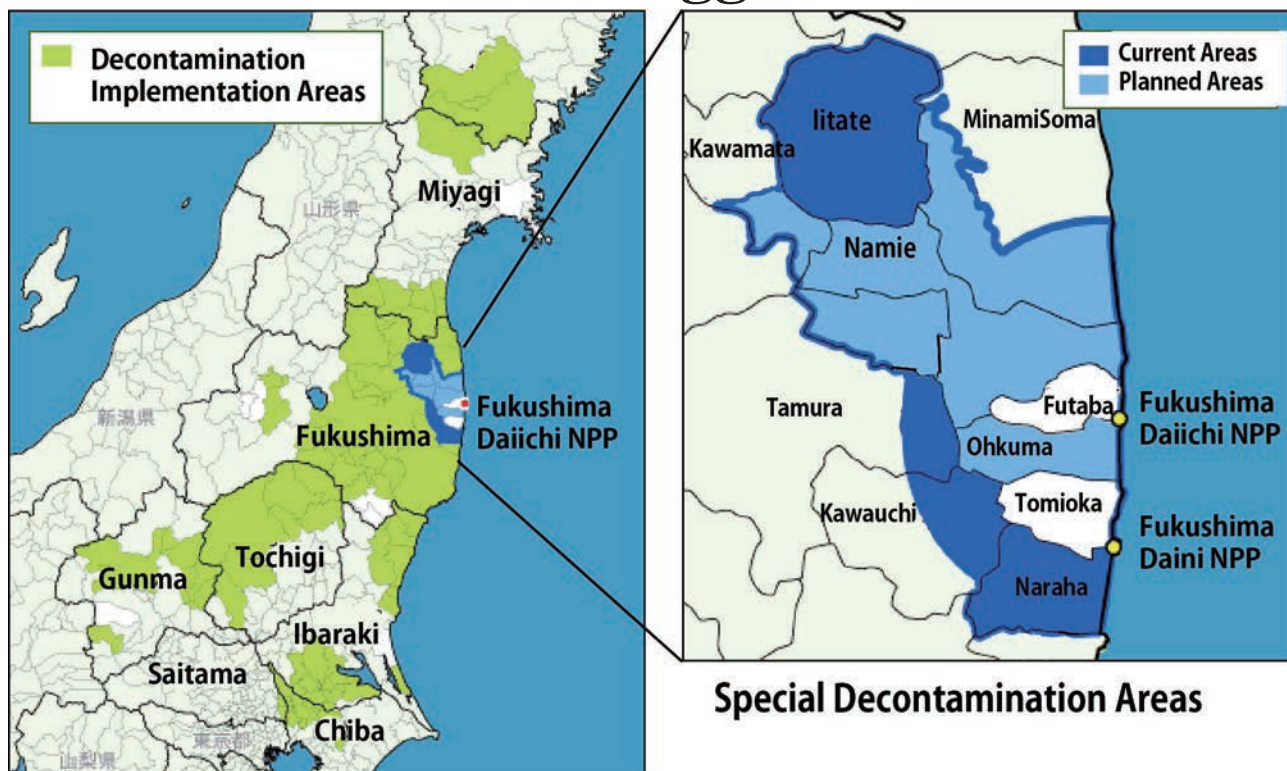 Decontamination
Implementation Areas
Miyagi
山形県
新潟県
Fukushima
Fukushima
Daiichi NPP
Gunma
Tochigi
Ibaraki
Saitama
Chiba
東京都
山梨県
Current Areas
Planned Areas
Iitate
MinamiSoma
Kawamata
Namie
Tamura
Futaba
Fukushima
Daiichi NPP
Ohkuma
Tomioka
Kawauchi
Fukushima
Daini NPP
Naraha
Special Decontamination Areas